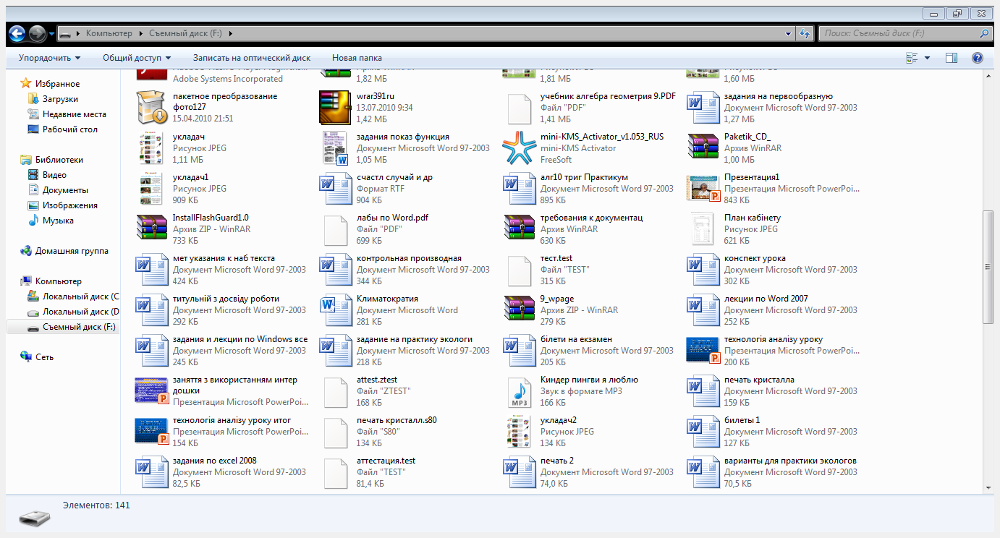 Компьютер
Съемный диск (F:)
Поиск: Съемный диск (F:)
Упорядочить
Общий доступ
Записать на оптический диск
Новая папка
Избранное
Загрузки
Недавние места
Рабочий стол
Библиотеки
Видео
Документы
Изображения
Музыка
Домашняя группа
Компьютер
Локальный диск (C
Локальный диск (D
Съемный диск (F:)
Сеть
Adobe Systems Incorporated
1,82 МБ
1,81 МБ
1,60 МБ
пакетное преобразование
фото127
15.04.2010 21:51
wrar391ru
13.07.2010 9:34
1,42 МБ
учебник алгебра геометрия 9.PDF
Файл "PDF"
1,41 МБ
задания на первообразную
Документ Microsoft Word 97-2003
1,27 МБ
укладач
Рисунок JPEG
1,11 МБ
задания показ функция
Документ Microsoft Word 97-2003
1,05 МБ
mini-KMS_Activator_v1.053_RUS
mini-KMS Activator
FreeSoft
Paketik_CD_
Архив WinRAR
1,00 МБ
укладач1
Рисунок JPEG
909 КБ
счастл случай и др
Формат RTF
904 КБ
алг10 триг Практикум
Документ Microsoft Word 97-2003
895 КБ
Презентация1
Презентация Microsoft PowerPoi...
843 КБ
InstallFlashGuard1.0
Архив ZIP - WinRAR
733 КБ
лабы по Word.pdf
Файл "PDF"
699 КБ
требования к документац
Архив WinRAR
630 КБ
План кабінету
Рисунок JPEG
621 КБ
мет указания к наб текста
Документ Microsoft Word 97-2003
424 КБ
контрольная производная
Документ Microsoft Word 97-2003
344 КБ
тест.test
Файл "TEST"
315 КБ
конспект урока
Документ Microsoft Word 97-2003
302 КБ
титульній з досвіду роботи
Документ Microsoft Word 97-2003
292 КБ
Климатократия
Документ Microsoft Word
281 КБ
9_wpage
Архив ZIP - WinRAR
279 КБ
лекции по Word 2007
Документ Microsoft Word 97-2003
252 КБ
задания и лекции по Windows все
Документ Microsoft Word 97-2003
245 КБ
задание на практику экологи
Документ Microsoft Word 97-2003
218 КБ
білети на екзамен
Документ Microsoft Word 97-2003
205 КБ
технологія аналізу уроку
Презентация Microsoft PowerPoi...
200 КБ
заняття з використанням интер
дошки
Презентация Microsoft PowerPoi...
attest.ztest
Файл "ZTEST"
168 КБ
MP3
Киндер пингви я люблю
Звук в формате MP3
166 КБ
печать кристалла
Документ Microsoft Word 97-2003
159 КБ
технологія аналізу уроку итог
Презентация Microsoft PowerPoi...
154 КБ
печать кристалл.s80
Файл "S80"
134 КБ
укладач2
Рисунок JPEG
134 КБ
билеты 1
Документ Microsoft Word 97-2003
127 КБ
задания по excel 2008
Документ Microsoft Word 97-2003
82,5 КБ
аттестация.test
Файл "TEST"
81,4 КБ
печать 2
Документ Microsoft Word 97-2003
74,0 КБ
варианты для практики экологов
Документ Microsoft Word 97-2003
70,5 КБ
Элементов: 141